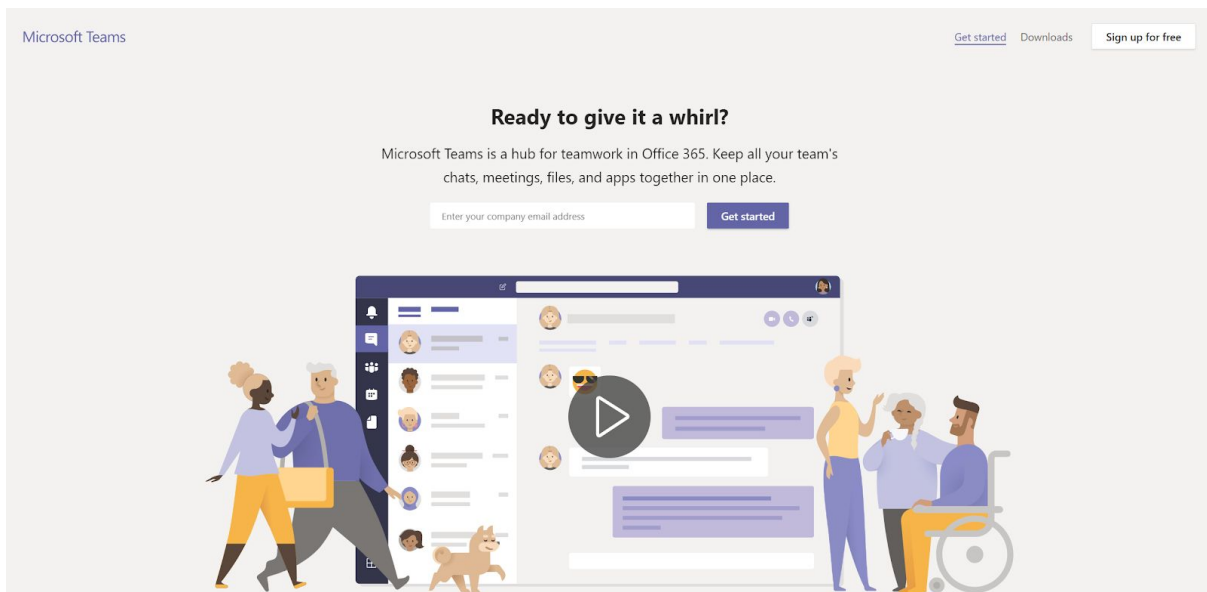 Microsoft Teams
Get started
Downloads
Sign up for free
Ready to give it a whirl?
Microsoft Teams is a hub for teamwork in Office 365. Keep all your team's
chats, meetings, files, and apps together in one place.
Enter your company email address
Get started